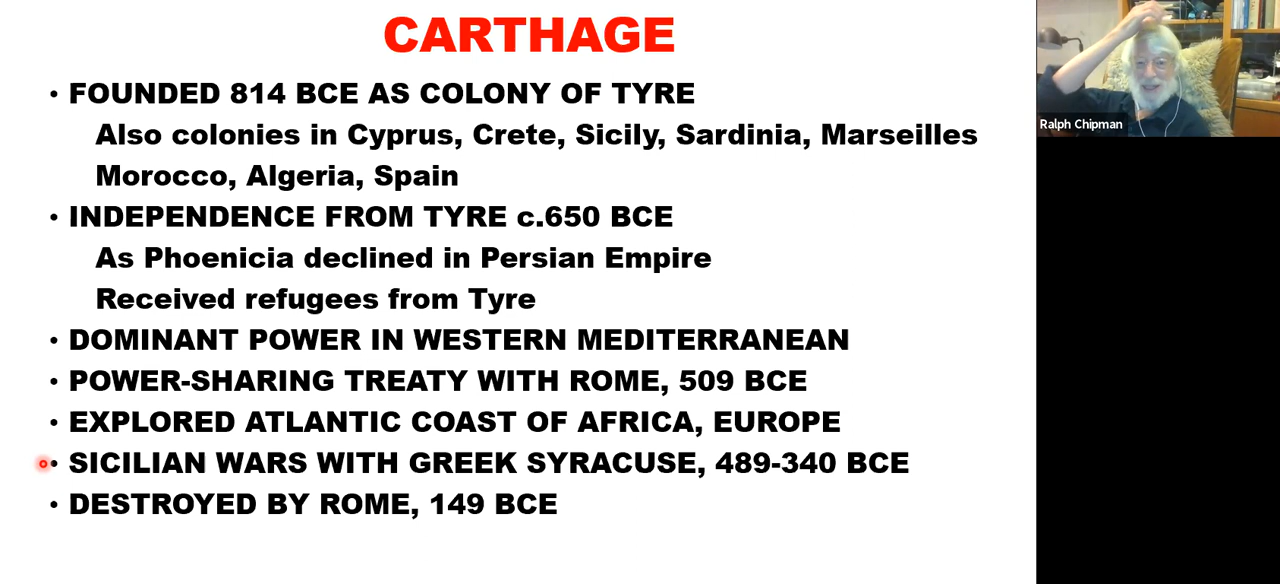 CARTHAGE
• FOUNDED 814 BCE AS COLONY OF TYRE
Also colonies in Cyprus, Crete, Sicily, Sardinia, Marseilles
Morocco, Algeria, Spain
• INDEPENDENCE FROM TYRE c.650 BCE
As Phoenicia declined in Persian Empire
Received refugees from Tyre
• DOMINANT POWER IN WESTERN MEDITERRANEAN
• POWER-SHARING TREATY WITH ROME, 509 BCE
• EXPLORED ATLANTIC COAST OF AFRICA, EUROPE
• SICILIAN WARS WITH GREEK SYRACUSE, 489-340 BCE
• DESTROYED BY ROME, 149 BCE
Ralph Chipman